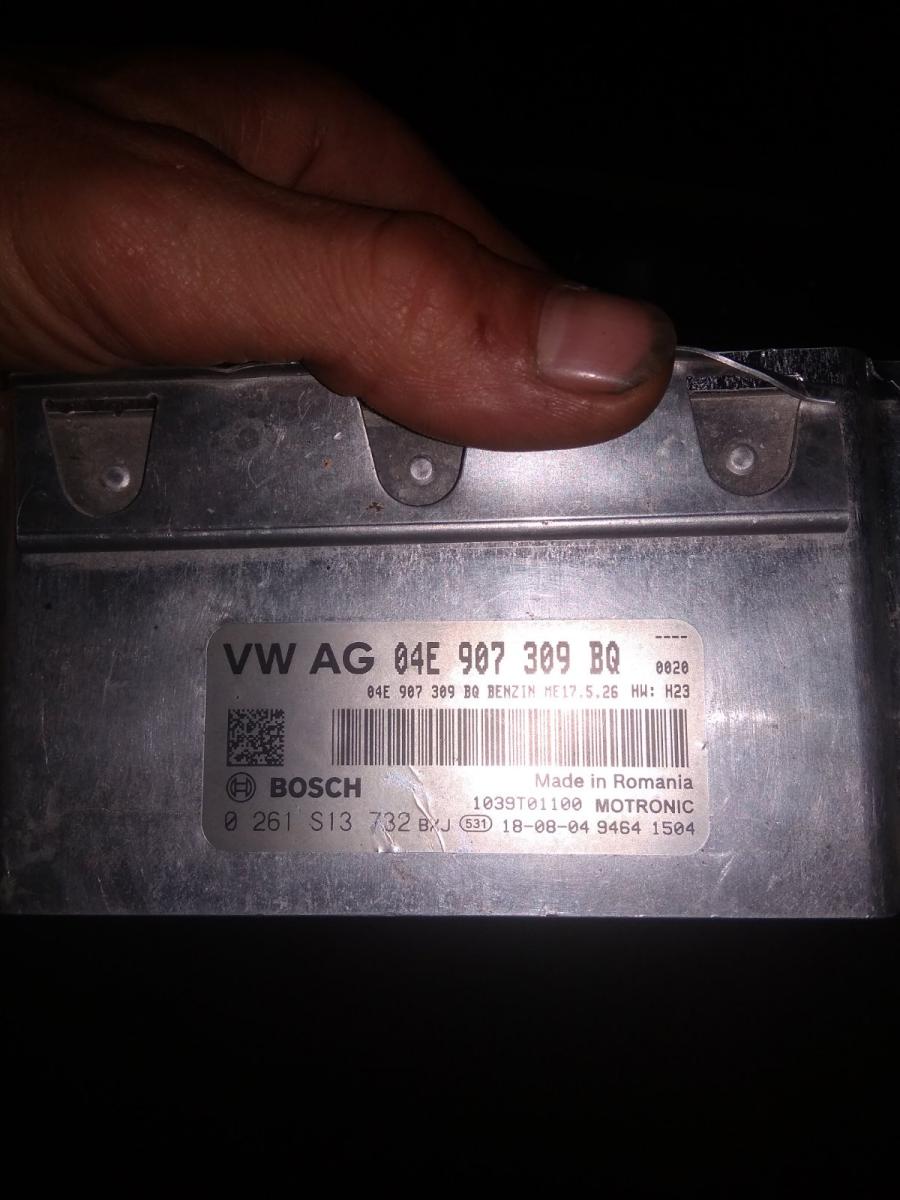 VW AG 04E 907 309 BQ
----
0020
04E 907 309 BQ BENZIN ME17.5.26 HW: H23
BOSCH
Made in Romania
1039T01100 MOTRONIC
0 261 S13 732 B/J 531 18-08-04 9464 1504